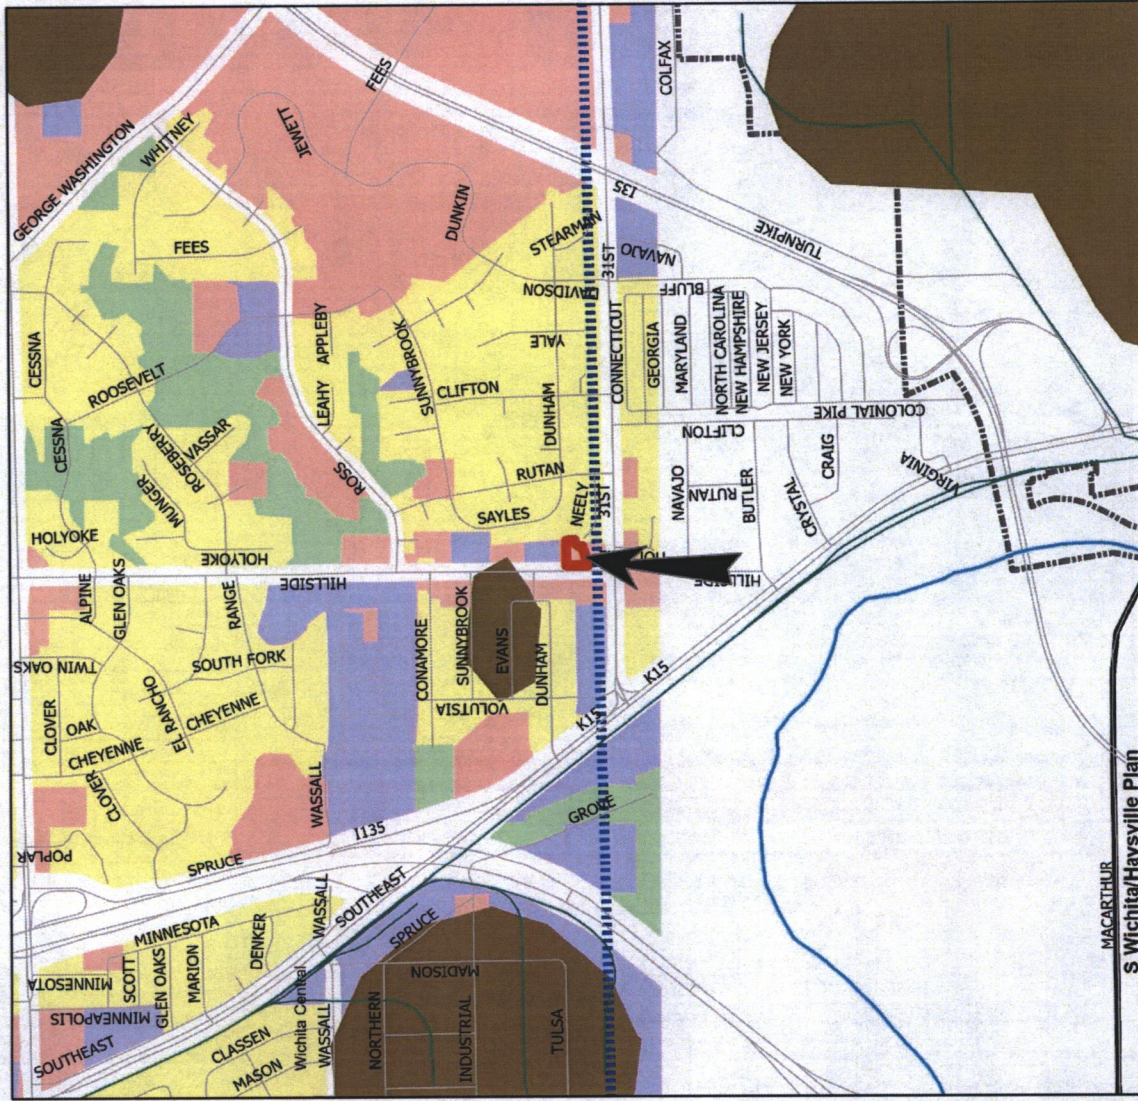 COLFAX
FEES
GEORGE WASHINGTON
WHITNEY
JEWETT
DUNKIN
I35
STEARMAN
FEES
31ST
NAVAJO
TURNPIKE
DAVIDSON
BLUFF
CESSNA
ROOSEVELT
APPLEBY
LEAHY
SUNNYBROOK
YALE
CONNECTICUT
GEORGIA
MARYLAND
NORTH CAROLINA
NEW HAMPSHIRE
NEW JERSEY
NEW YORK
CLIFTON
DUNHAM
COLONIAL PIKE
CLIFTON
CESSNA
ROSEBERRY
VASSAR
MUNGER
ROSS
RUTAN
SAYLES
NEELY
31ST
NAVAJO
RUTAN
BUTLER
CRYSTAL
CRAIG
VIRGINIA
HOLYOKE
HOLYOKE
HILLSIDE
HILLSIDE
ALPINE
GLEN OAKS
RANGE
TWIN OAKS
SOUTH FORK
CONAMORE
SUNNYBROOK
EVANS
DUNHAM
VOLUTSIA
K15
K15
CLOVER
OAK
EL RANCHO
CHEYENNE
CHEYENNE
CLOVER
WASSALL
GROVE
I135
POPLAR
SPRUCE
SOUTHEAST
WASSALL
SPRUCE
MINNESOTA
DENKER
MINNESOTA
SCOTT
GLEN OAKS
MARION
MINNEAPOLIS
Wichita Central
WASSALL
NORTHERN
MADISON
INDUSTRIAL
TULSA
SOUTHEAST
CLASSEN
MASON
MACARTHUR
S Wichita/Haysville Plan